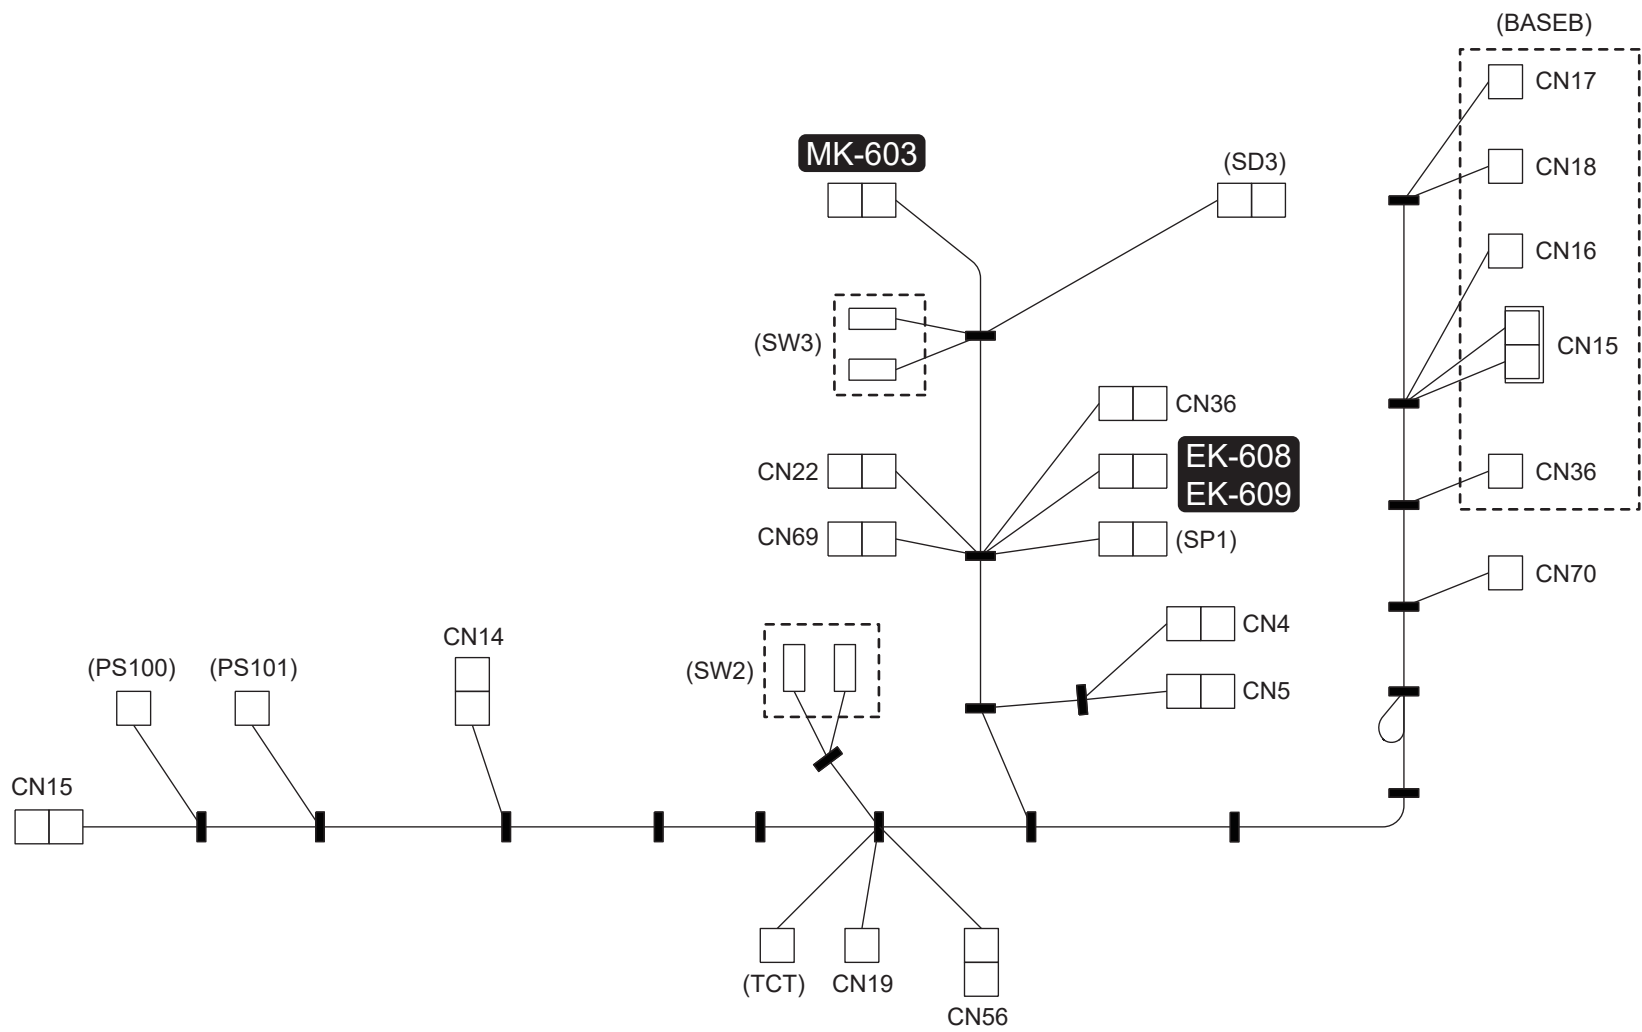 (BASEB)
CN17
MK-603
(SD3)
CN18
CN16
(SW3)
CN15
CN36
CN22
EK-608
EK-609
CN36
CN69
(SP1)
CN70
CN4
CN14
(PS100)
(PS101)
(SW2)
CN5
CN15
(TCT)
CN19
CN56